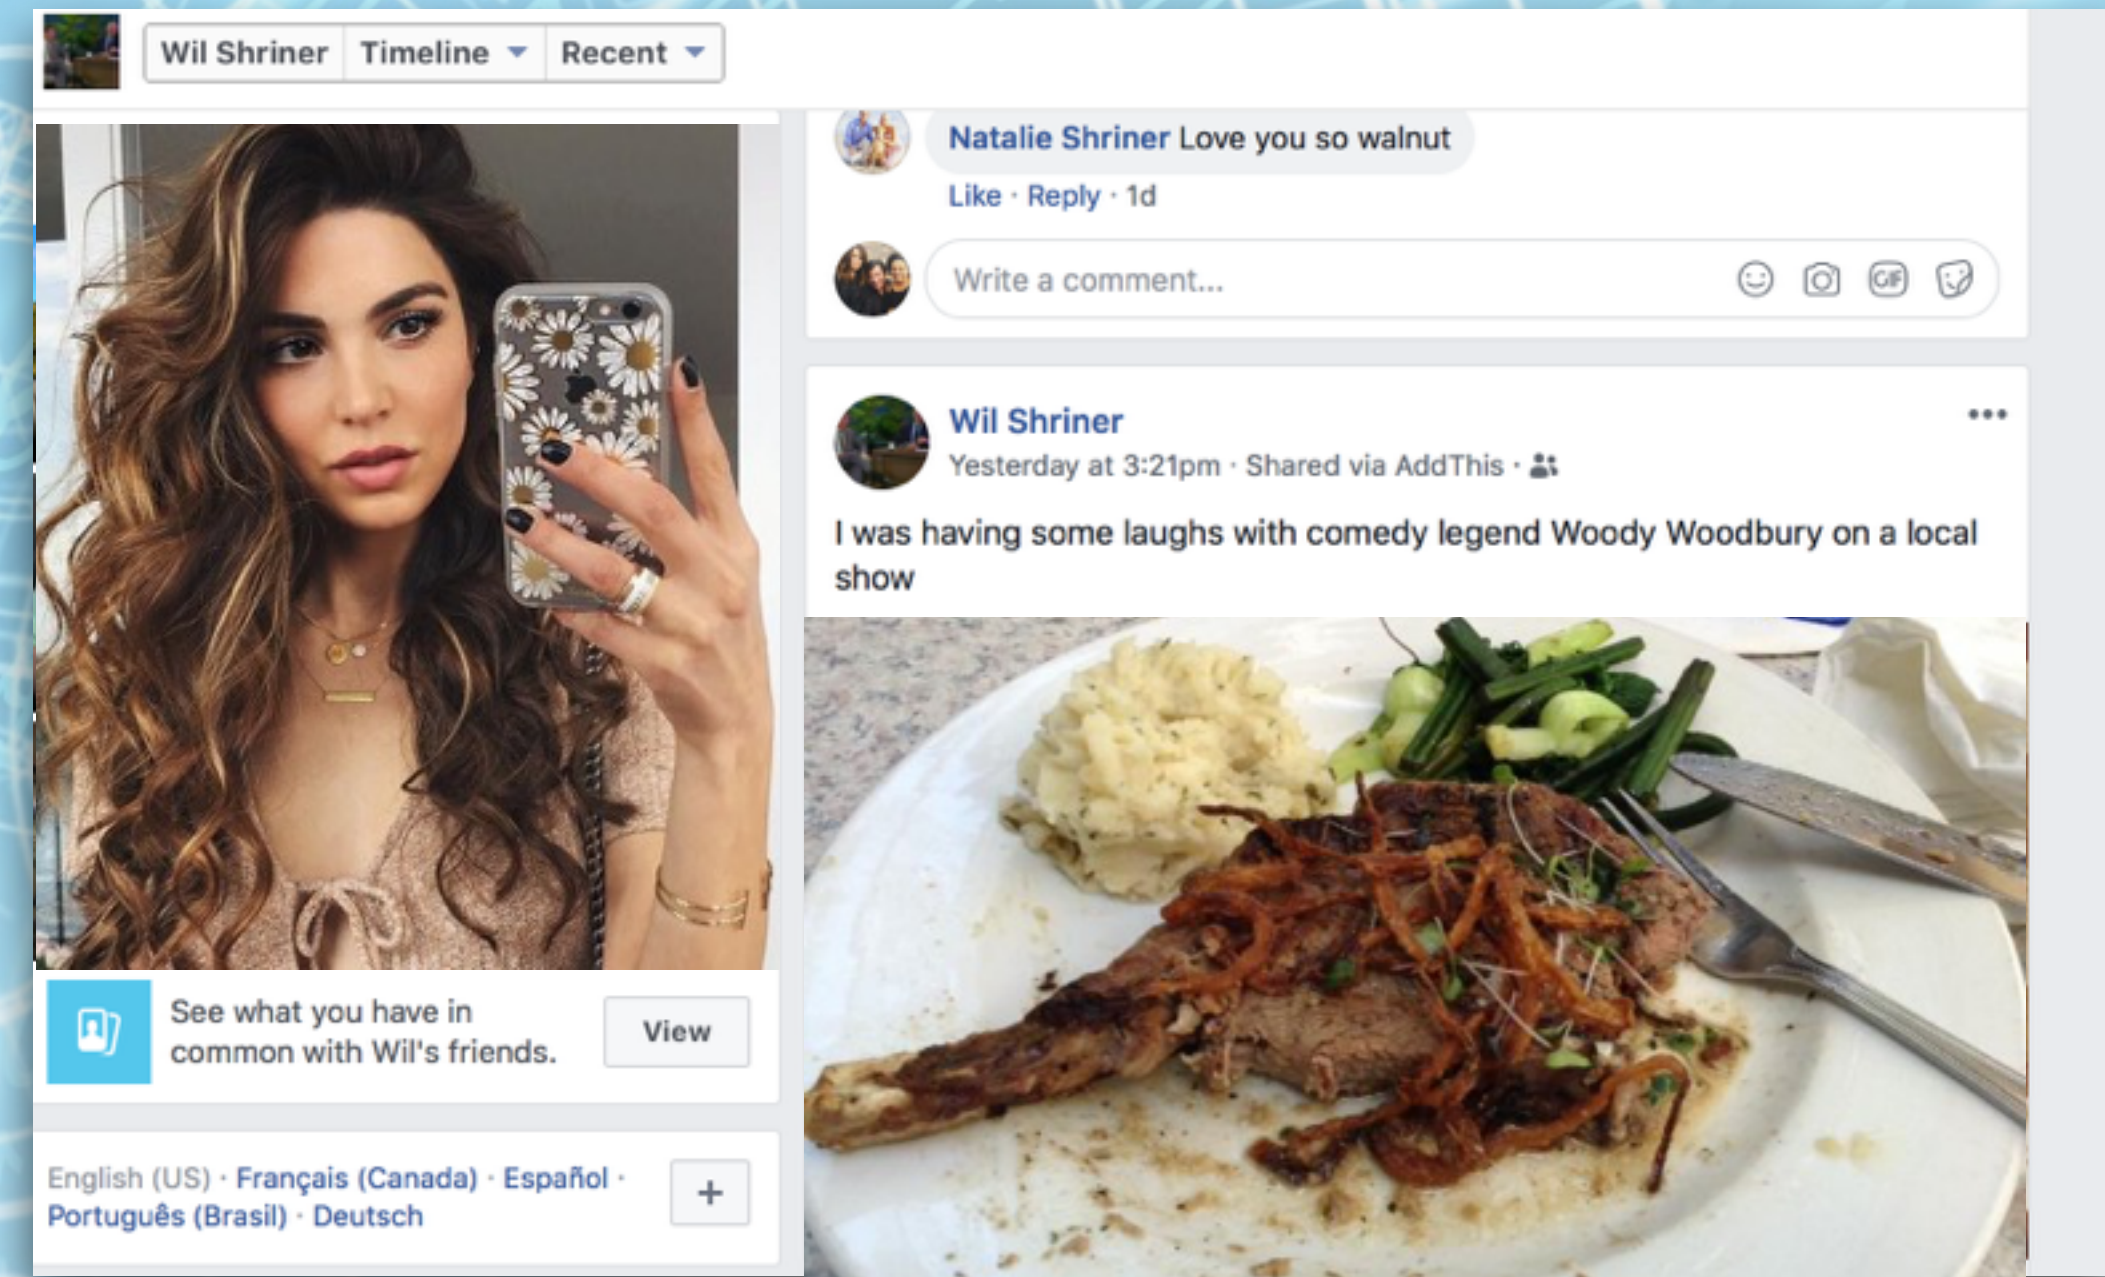 Wil Shriner Timeline Recent
Natalie Shriner Love you so walnut
Like · Reply · 1d
Write a comment...
GIF
Wil Shriner
Yesterday at 3:21pm · Shared via AddThis ·
I was having some laughs with comedy legend Woody Woodbury on a local
show
See what you have in
common with Wil's friends.
View
English (US) · Français (Canada) · Español ·
Português (Brasil) · Deutsch
+